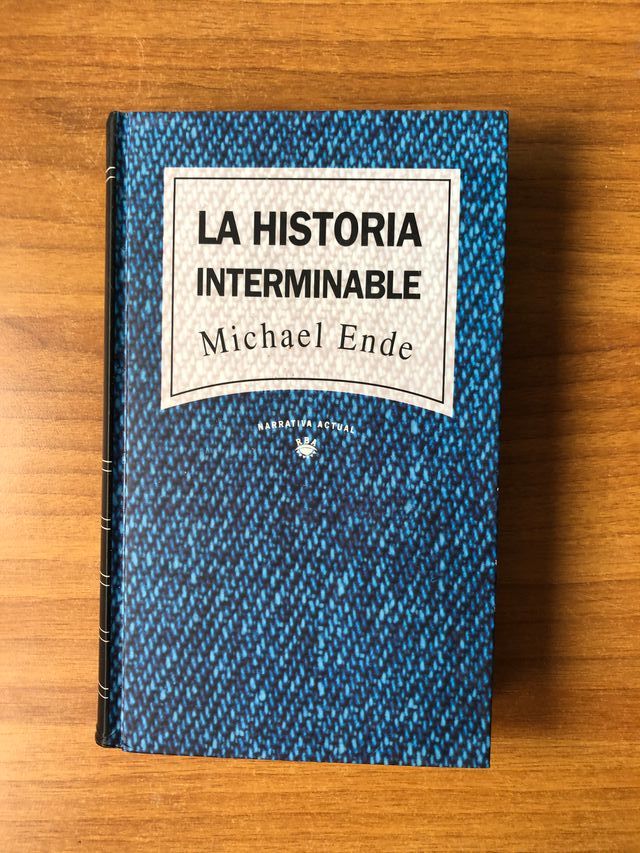 LA HISTORIA
INTERMINABLE
Michael Ende
NARRATIVA ACTUAL
RBA